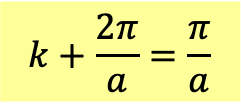 k + 2π/a = π/a